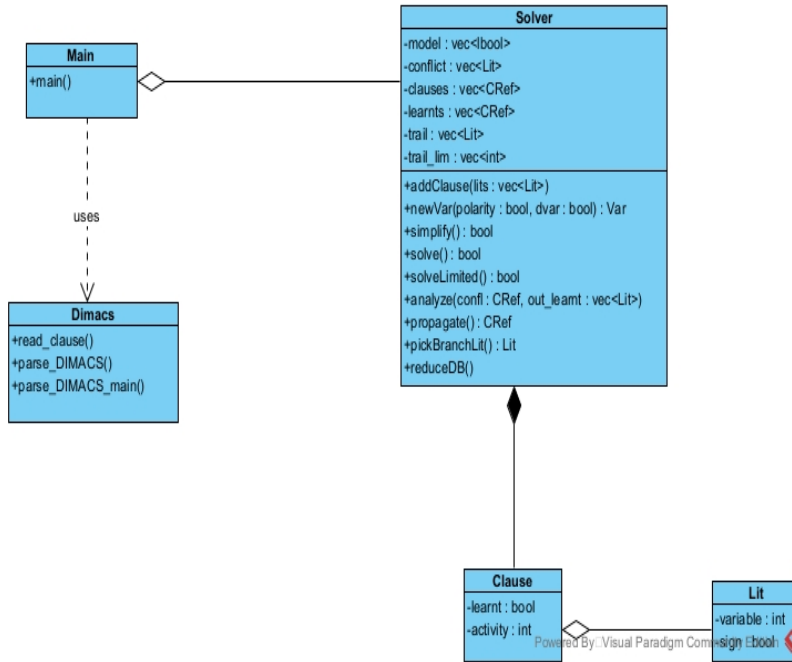 Main
+main()
uses
Dimacs
+read_clause()
+parse_DIMACS()
+parse_DIMACS_main()
Solver
-model : vec<lbool>
-conflict : vec<Lit>
-clauses : vec<CRef>
-learnts : vec<CRef>
-trail : vec<Lit>
-trail_lim : vec<int>
+addClause(lits : vec<Lit>)
+newVar(polarity : bool, dvar : bool) : Var
+simplify() : bool
+solve() : bool
+solveLimited() : bool
+analyze(confl : CRef, out_learnt : vec<Lit>)
+propagate() : CRef
+pickBranchLit() : Lit
+reduceDB()
Clause
-learnt : bool
-activity : int
Lit
-variable : int
-sign : bool
Powered By Visual Paradigm Community Edition